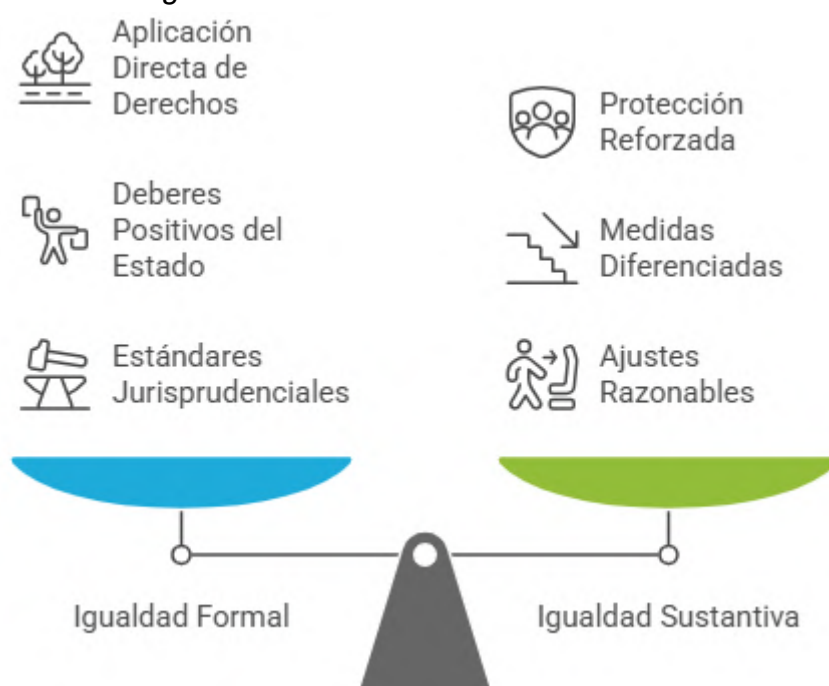 Aplicación
Directa de
Derechos
Deberes
Positivos del
Estado
Estándares
Jurisprudenciales
Protección
Reforzada
Medidas
Diferenciadas
Ajustes
Razonables
Igualdad Formal
Igualdad Sustantiva